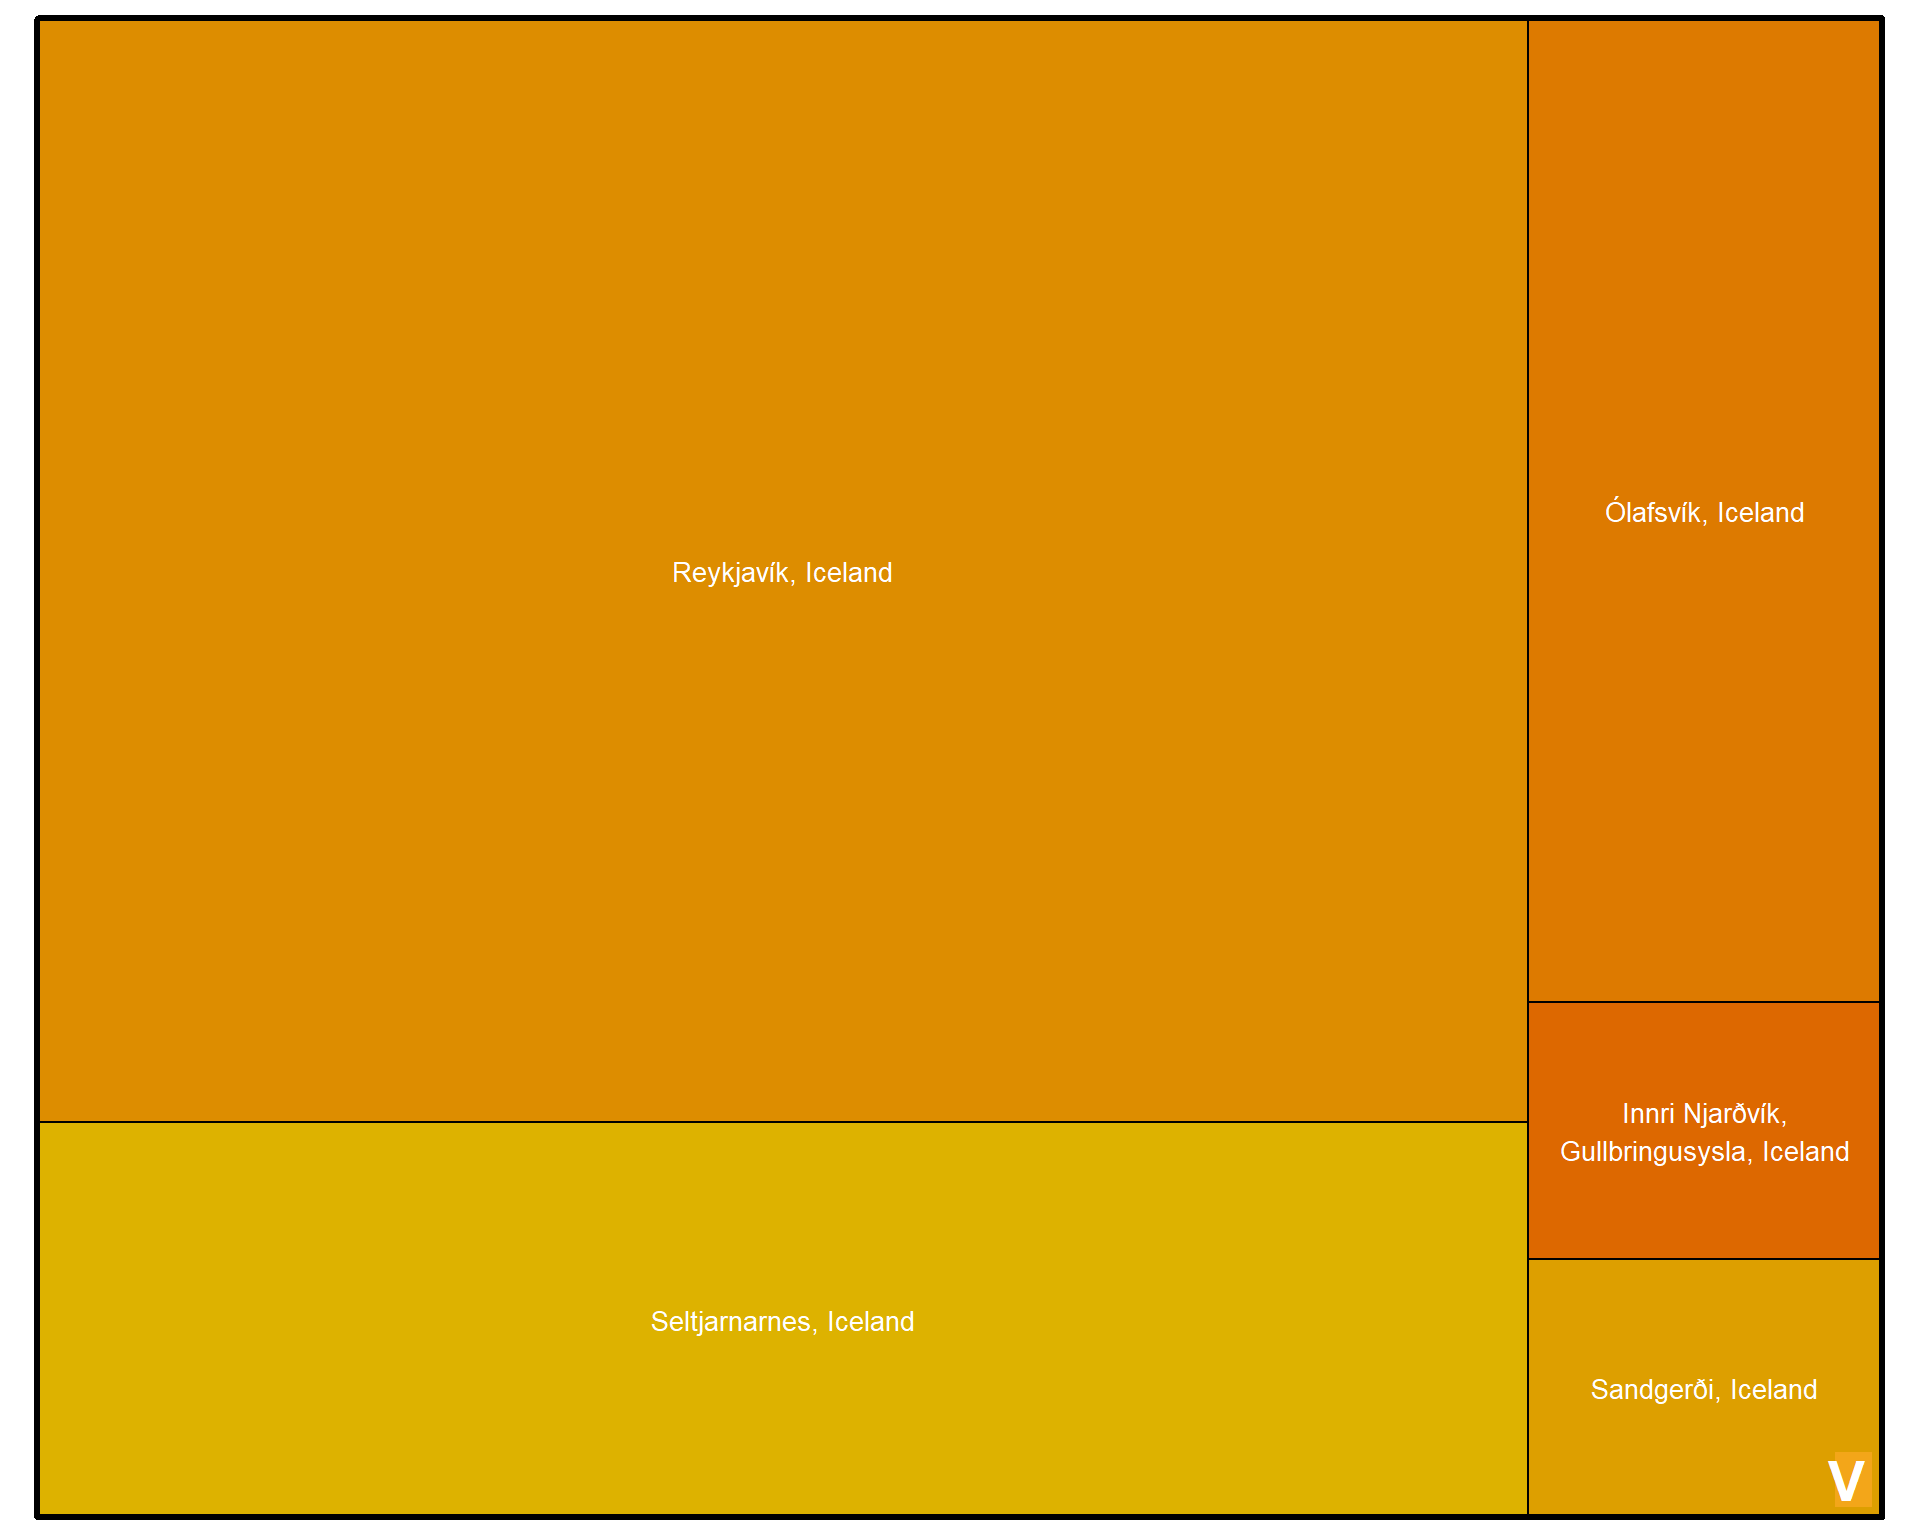 Reykjavík, Iceland
Ólafsvík, Iceland
Innri Njarðvík,
Gullbringusysla, Iceland
Seltjarnarnes, Iceland
Sandgerði, Iceland
V